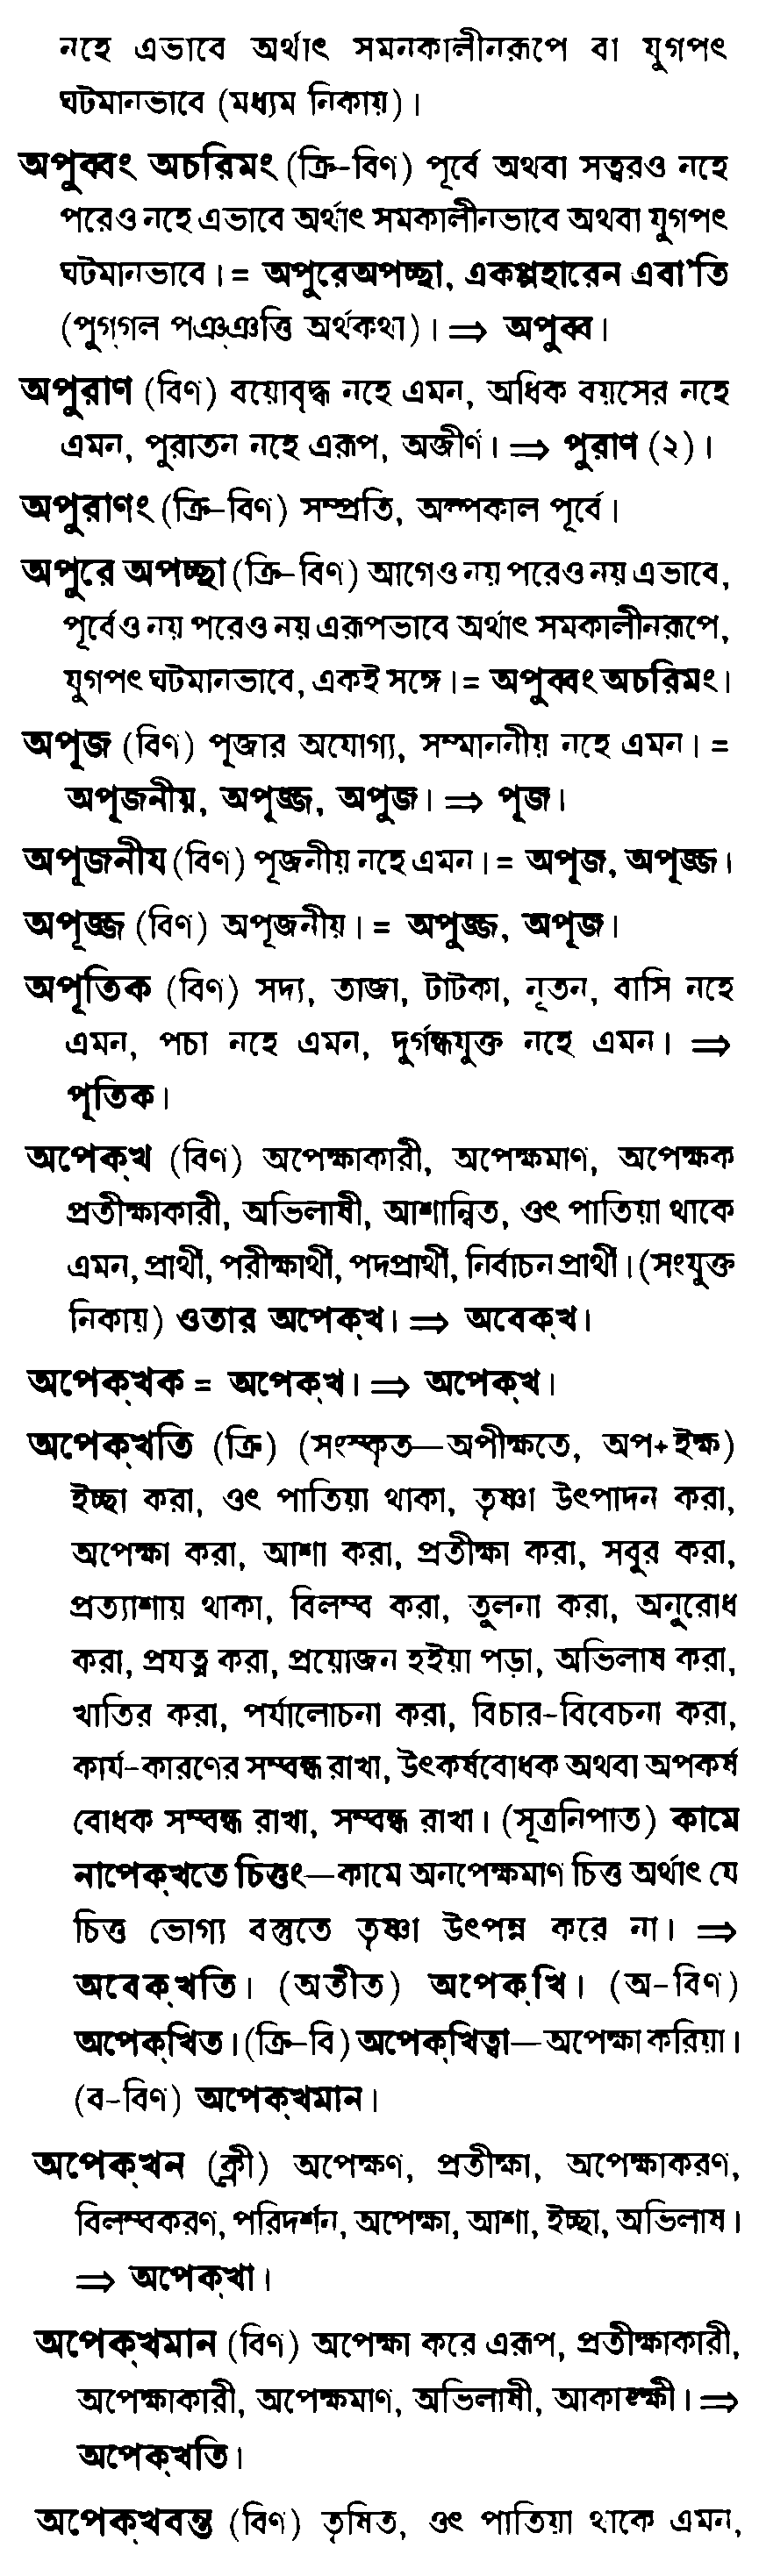 নহে এভাবে অর্থাৎ সমনকালীনরূপে বা যুগপৎ
ঘটমানভাবে (মধ্যম নিকায়)।
অপুব্বং অচরিমং (ক্রি-বিণ) পূর্বে অথবা সত্বরও নহে
পরেও নহে এভাবে অর্থাৎ সমকালীনভাবে অথবা যুগপৎ
ঘটমানভাবে। = অপুরেঅপচ্ছা, একপ্পহারেন এবা'তি
(পুগ্গল পঞ্ঞত্তি অর্থকথা)। ⇒ অপুব্ব।
অপুরাণ (বিণ) বয়োবৃদ্ধ নহে এমন, অধিক বয়সের নহে
এমন, পুরাতন নহে এরূপ, অজীর্ণ। ⇒ পুরাণ (২)।
অপুরাণং (ক্রি-বিণ) সম্প্রতি, অল্পকাল পূর্বে।
অপুরে অপচ্ছা (ক্রি-বিণ) আগেও নয় পরেও নয় এভাবে,
পূর্বেও নয় পরেও নয় এরূপভাবে অর্থাৎ সমকালীনরূপে,
যুগপৎ ঘটমানভাবে, একই সঙ্গে। = অপুব্বং অচরিমং।
অপূজ (বিণ) পূজার অযোগ্য, সম্মাননীয় নহে এমন। =
অপূজনীয়, অপূজ্জ, অপুজ। ⇒ পূজ।
অপূজনীয (বিণ) পূজনীয় নহে এমন। = অপূজ, অপূজ্জ।
অপূজ্জ (বিণ) অপূজনীয়। = অপুজ্জ, অপূজ।
অপূতিক (বিণ) সদ্য, তাজা, টাটকা, নূতন, বাসি নহে
এমন, পচা নহে এমন, দুর্গন্ধযুক্ত নহে এমন। ⇒
পূতিক।
অপেক্খ (বিণ) অপেক্ষাকারী, অপেক্ষমাণ, অপেক্ষক
প্রতীক্ষাকারী, অভিলাষী, আশান্বিত, ওৎ পাতিয়া থাকে
এমন, প্রার্থী, পরীক্ষার্থী, পদপ্রার্থী, নির্বাচন প্রার্থী। (সংযুক্ত
নিকায়) ওতার অপেক্খ। ⇒ অবেক্খ।
অপেক্খক = অপেক্খ। ⇒ অপেক্খ।
অপেক্খতি (ক্রি) (সংস্কৃত—অপীক্ষতে, অপ+ইক্ষ)
ইচ্ছা করা, ওৎ পাতিয়া থাকা, তৃষ্ণা উৎপাদন করা,
অপেক্ষা করা, আশা করা, প্রতীক্ষা করা, সবুর করা,
প্রত্যাশায় থাকা, বিলম্ব করা, তুলনা করা, অনুরোধ
করা, প্রযত্ন করা, প্রয়োজন হইয়া পড়া, অভিলাষ করা,
খাতির করা, পর্যালোচনা করা, বিচার-বিবেচনা করা,
কার্য-কারণের সম্বন্ধ রাখা, উৎকর্ষবোধক অথবা অপকর্ষ
বোধক সম্বন্ধ রাখা, সম্বন্ধ রাখা। (সূত্রনিপাত) কামে
নাপেক্খতে চিত্তং—কামে অনপেক্ষমাণ চিত্ত অর্থাৎ যে
চিত্ত ভোগ্য বস্তুতে তৃষ্ণা উৎপন্ন করে না। ⇒
অবেক্খতি। (অতীত) অপেক্খি। (অ-বিণ)
অপেক্খিত। (ক্রি-বি) অপেক্খিত্বা—অপেক্ষা করিয়া।
(ব-বিণ) অপেক্খমান।
অপেক্খন (ক্লী) অপেক্ষণ, প্রতীক্ষা, অপেক্ষাকরণ,
বিলম্বকরণ, পরিদর্শন, অপেক্ষা, আশা, ইচ্ছা, অভিলাষ।
⇒ অপেক্খা।
অপেক্খমান (বিণ) অপেক্ষা করে এরূপ, প্রতীক্ষাকারী,
অপেক্ষাকারী, অপেক্ষমাণ, অভিলাষী, আকাঙ্ক্ষী। ⇒
অপেক্খতি।
অপেক্খবন্ত (বিণ) তৃষিত, ওৎ পাতিয়া থাকে এমন,